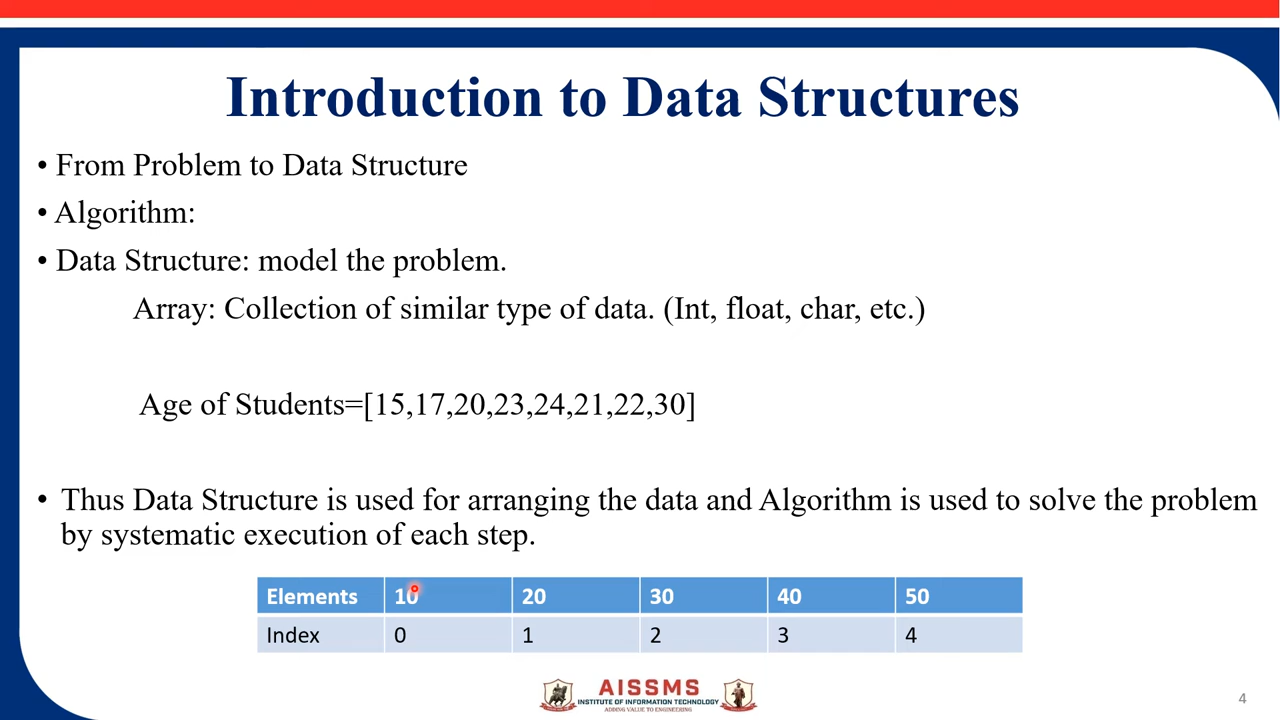 Introduction to Data Structures
• From Problem to Data Structure
• Algorithm:
• Data Structure: model the problem.
Array: Collection of similar type of data. (Int, float, char, etc.)
Age of Students=[15,17,20,23,24,21,22,30]
• Thus Data Structure is used for arranging the data and Algorithm is used to solve the problem
by systematic execution of each step.
Elements 10 20 30 40 50
Index 0 1 2 3 4
AISSMS
INSTITUTE OF INFORMATION TECHNOLOGY
ADDING VALUE TO ENGINEERING
4